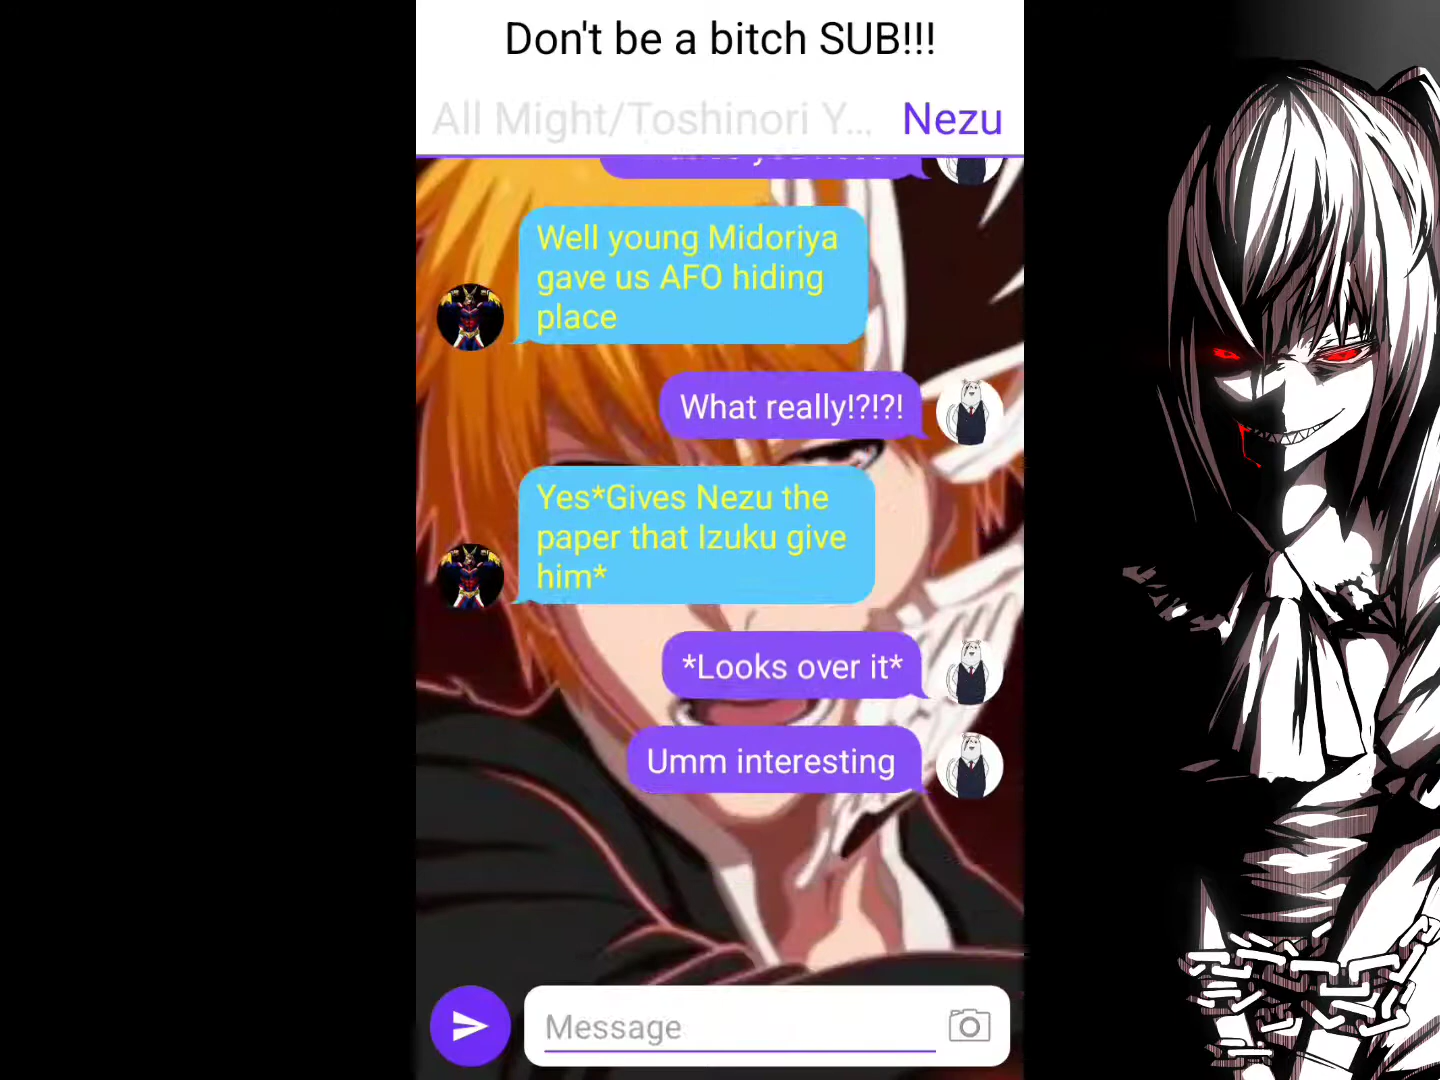 Don't be a bitch SUB!!!
All Might/Toshinori Y... Nezu
Well young Midoriya
gave us AFO hiding
place
What really!?!?!
Yes*Gives Nezu the
paper that Izuku give
him*
*Looks over it*
Umm interesting
Message